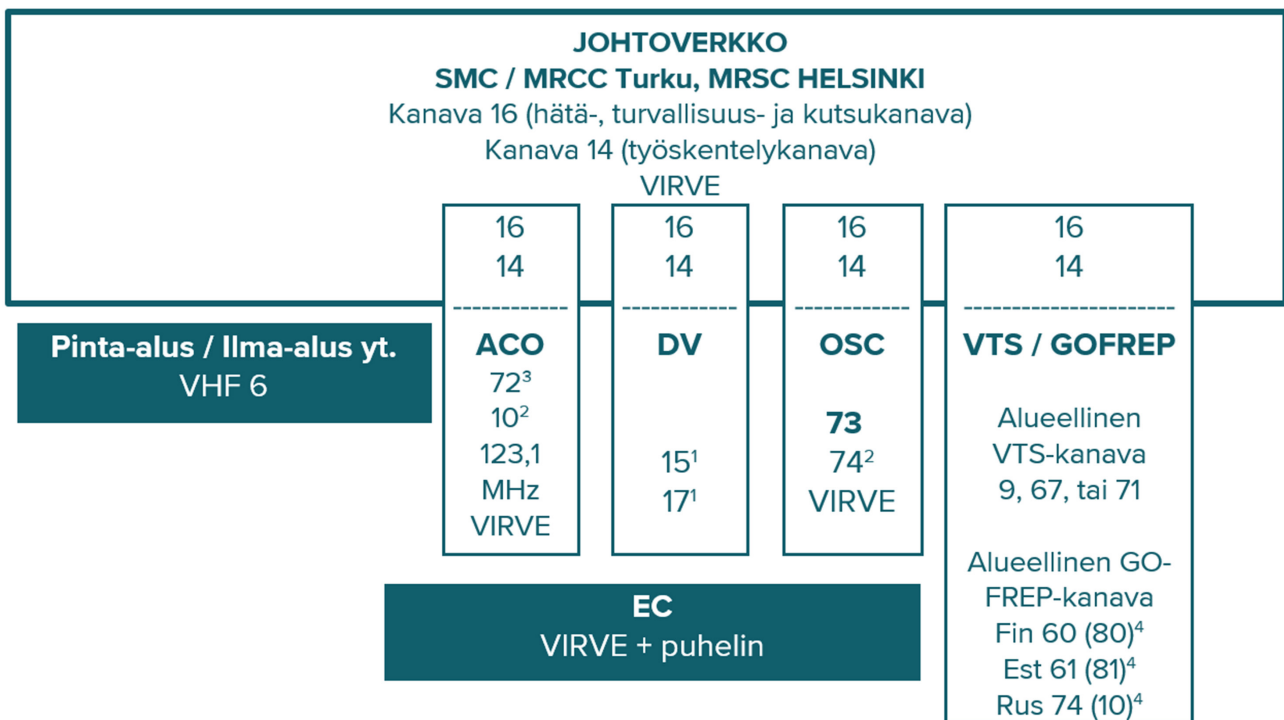 JOHTOVERKKO
SMC / MRCC Turku, MRSC HELSINKI
Kanava 16 (hätä-, turvallisuus- ja kutsukanava)
Kanava 14 (työskentelykanava)
VIRVE
Pinta-alus / Ilma-alus yt.
VHF 6
16
14
------------
ACO
72³
10²
123,1
MHz
VIRVE
16
14
------------
DV
15¹
17¹
16
14
------------
OSC
73
74²
VIRVE
EC
VIRVE + puhelin
16
14
----------------------
VTS / GOFREP
Alueellinen
VTS-kanava
9, 67, tai 71
Alueellinen GO-
FREP-kanava
Fin 60 (80)⁴
Est 61 (81)⁴
Rus 74 (10)⁴